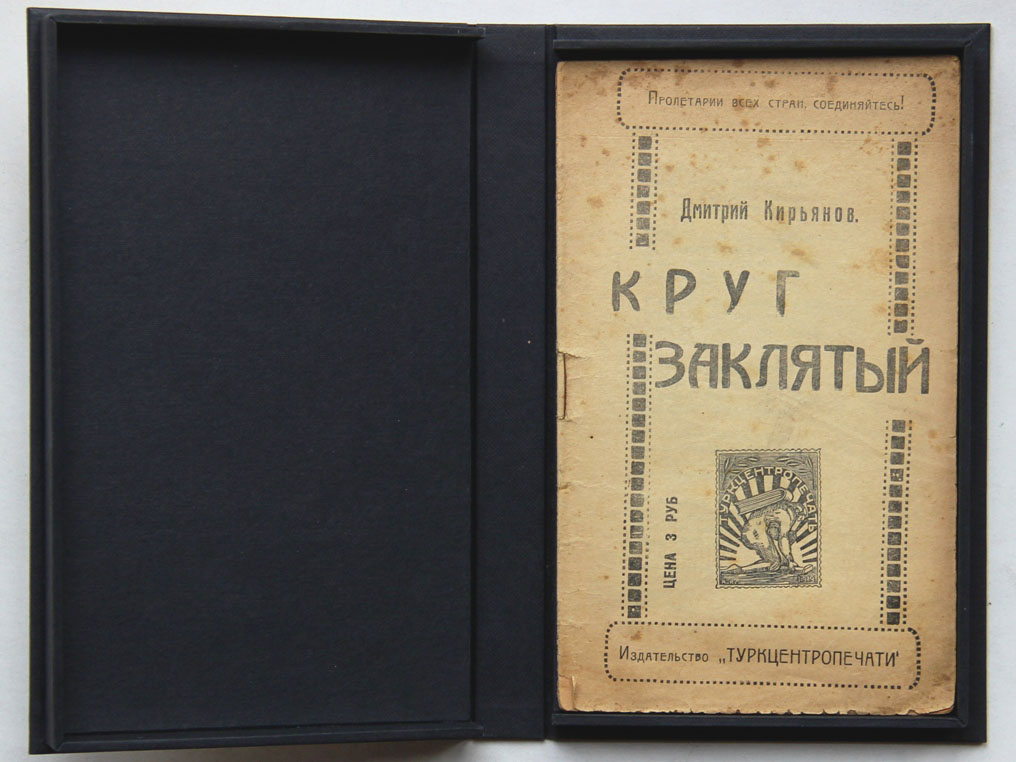 Пролетарии всех стран, соединяйтесь!
Дмитрий Кирьянов.
КРУГ
ЗАКЛЯТЫЙ
ТУРКЦЕНТРОПЕЧАТЬ
ЦЕНА 3 РУБ
Издательство „ТУРКЦЕНТРОПЕЧАТИ"